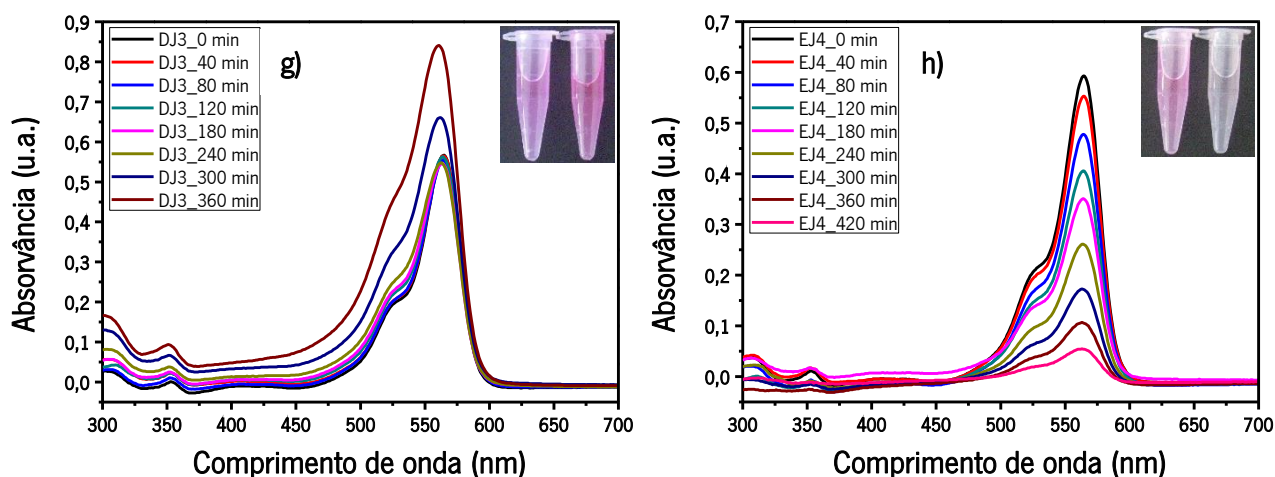 0,9
0,8
0,7
0,6
0,5
0,4
0,3
0,2
0,1
0,0
Absorvância (u.a.)
DJ3_0 min
DJ3_40 min
DJ3_80 min
DJ3_120 min
DJ3_180 min
DJ3_240 min
DJ3_300 min
DJ3_360 min
g)
300 350 400 450 500 550 600 650 700
Comprimento de onda (nm)
0,7
0,6
0,5
0,4
0,3
0,2
0,1
0,0
Absorvância (u.a.)
EJ4_0 min
EJ4_40 min
EJ4_80 min
EJ4_120 min
EJ4_180 min
EJ4_240 min
EJ4_300 min
EJ4_360 min
EJ4_420 min
h)
300 350 400 450 500 550 600 650 700
Comprimento de onda (nm)